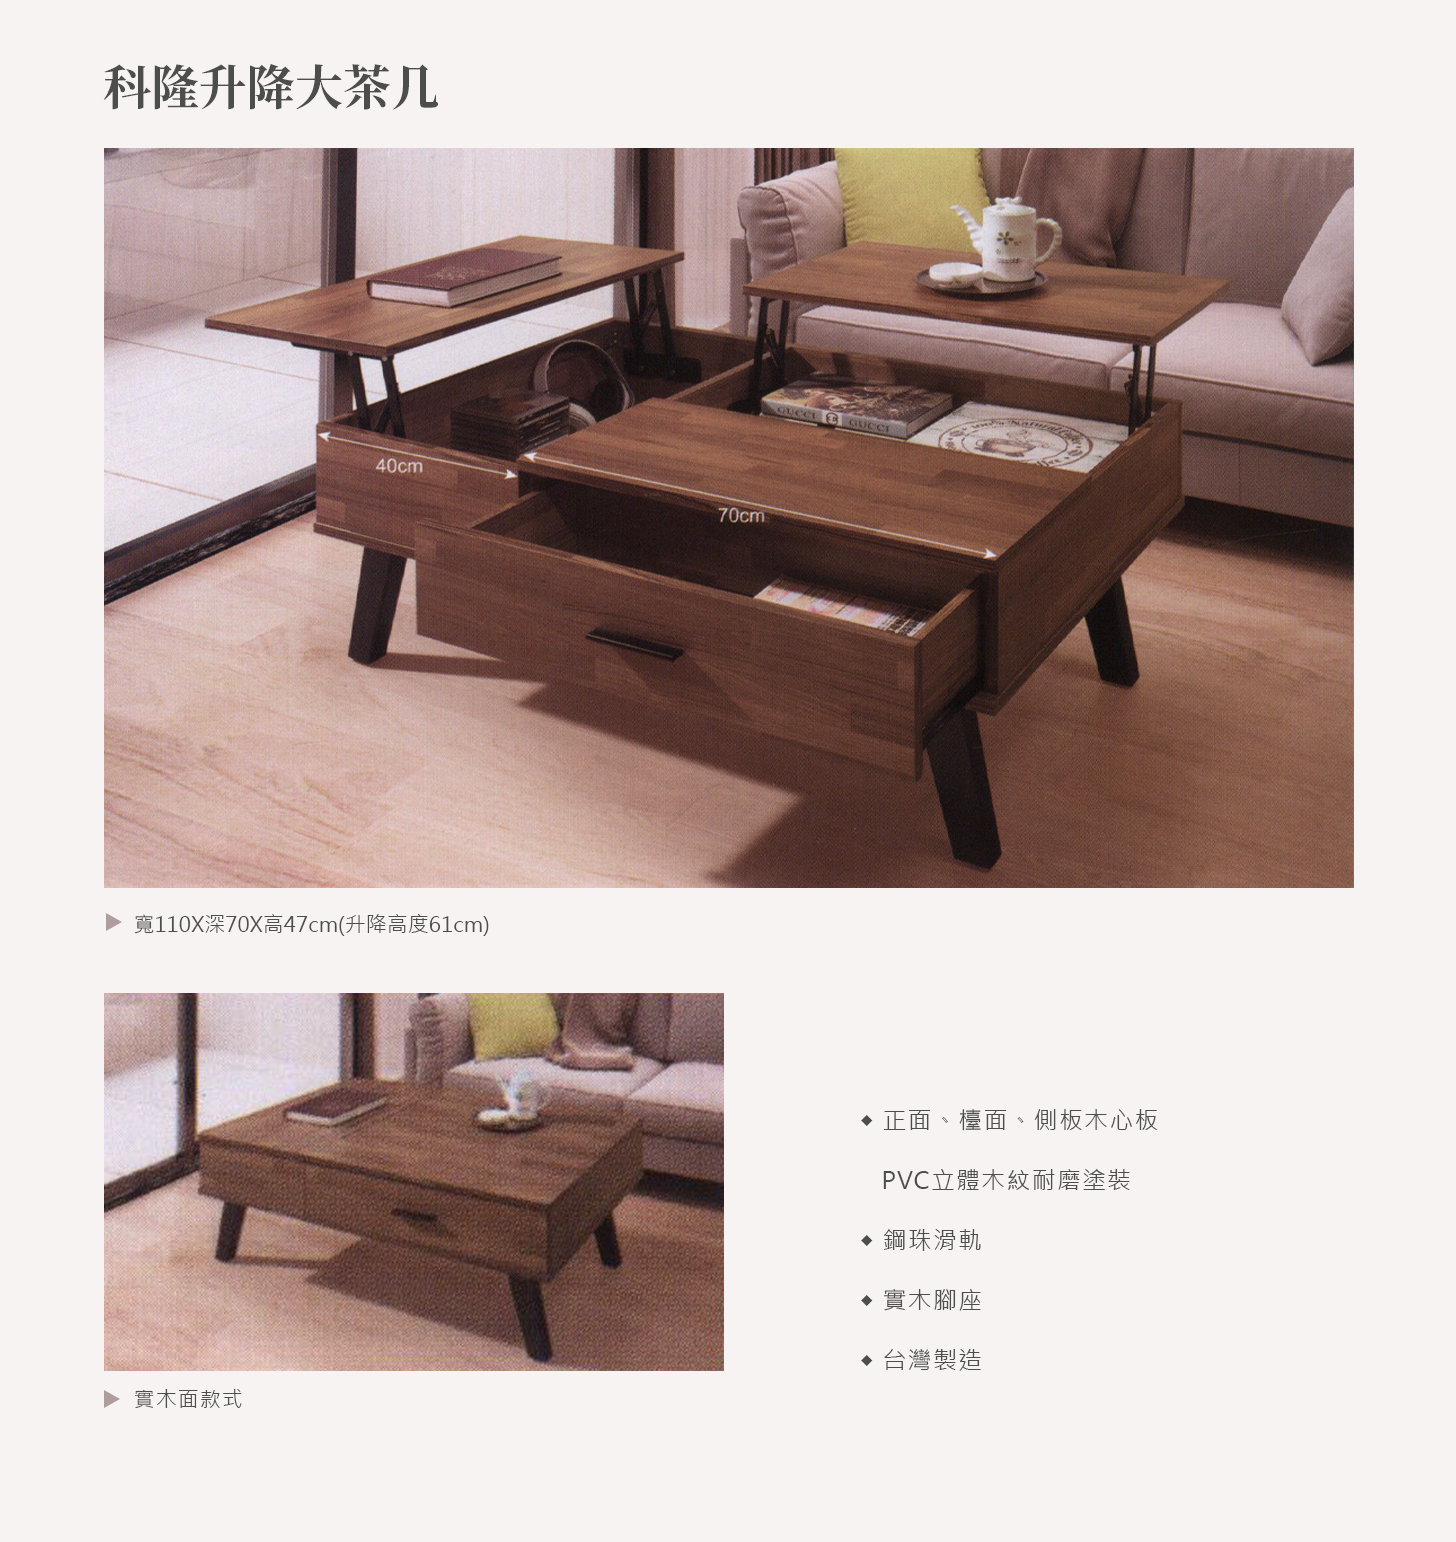 科隆升降大茶几
40cm
70cm
GUCCI GUCCI
▶ 寬110X深70X高47cm(升降高度61cm)
◆ 正面、檯面、側板木心板
PVC立體木紋耐磨塗裝
◆ 鋼珠滑軌
◆ 實木腳座
◆ 台灣製造
▶ 實木面款式